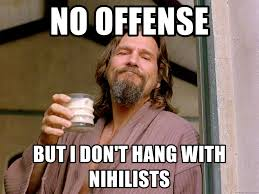 NO OFFENSE
BUT I DON'T HANG WITH
NIHILISTS